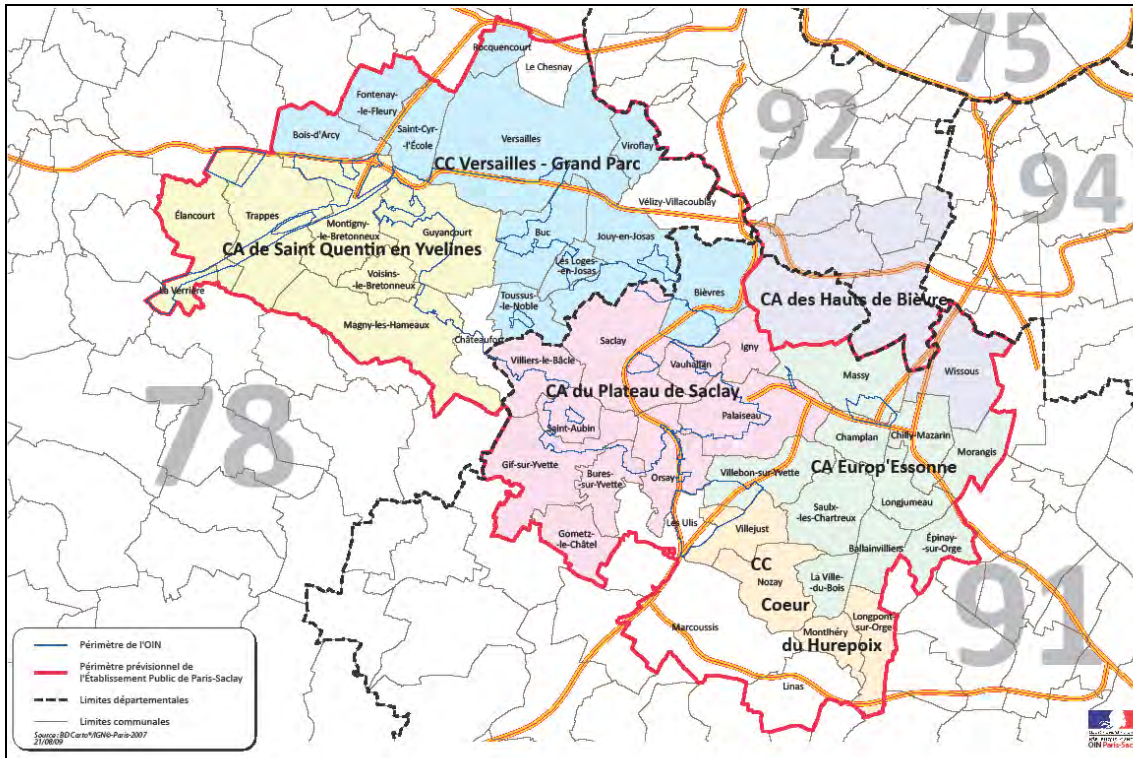 75
92
94
78
91
Rocquencourt
Le Chesnay
Fontenay-
-le-Fleury
Bois-d'Arcy
Saint-Cyr-
-l'École
Versailles
Viroflay
CC Versailles - Grand Parc
Vélizy-Villacoublay
Élancourt
Trappes
Montigny-
-le-Bretonneux
Guyancourt
CA de Saint Quentin en Yvelines
Buc
Jouy-en-Josas
Les Loges-
-en-Josas
Voisins-
-le-Bretonneux
La Verrière
Toussus-
-le-Noble
Bièvres
CA des Hauts de Bièvre
Magny-les-Hameaux
Châteaufort
Saclay
Igny
Villiers-le-Bâcle
Vauhallan
Massy
Wissous
CA du Plateau de Saclay
Palaiseau
Saint-Aubin
Champlan
Chilly-Mazarin
Morangis
Gif-sur-Yvette
Bures-
-sur-Yvette
Orsay
Villebon-sur-Yvette
CA Europ'Essonne
Longjumeau
Saulx-
-les-Chartreux
Les Ulis
Villejust
Gometz-
-le-Châtel
Ballainvilliers
Épinay-
-sur-Orge
CC
Nozay
La Ville-
-du-Bois
Coeur
Longpont-
-sur-Orge
Marcoussis
Montlhéry
du Hurepoix
Linas
Périmètre de l'OIN
Périmètre prévisionnel de
l'Établissement Public de Paris-Saclay
Limites départementales
Limites communales
Source: BD Carto®/IGN©-Paris-2007
21/08/09
OIN Paris-Sac